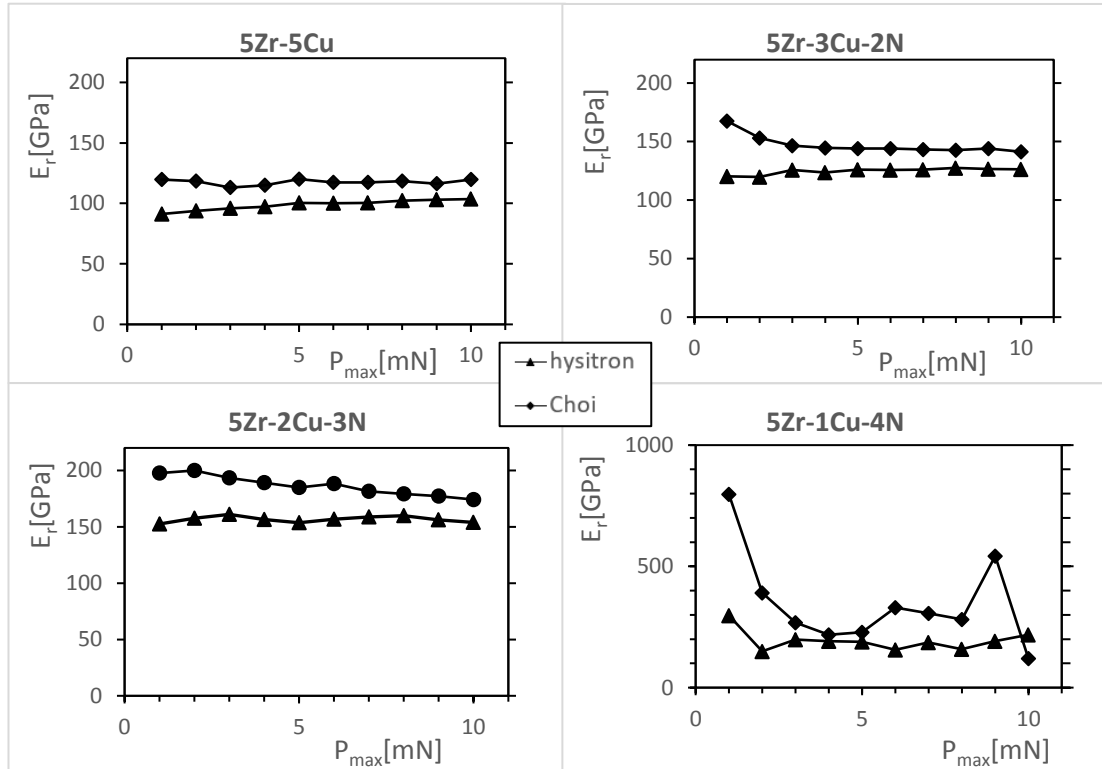 5Zr-5Cu
E_r[GPa]
200
150
100
50
0
0 5 10
P_max[mN]
5Zr-3Cu-2N
E_r[GPa]
200
150
100
50
0
0 5 10
P_max[mN]
hysitron
Choi
5Zr-2Cu-3N
E_r[GPa]
200
150
100
50
0
0 5 10
P_max[mN]
5Zr-1Cu-4N
E_r[GPa]
1000
500
0
0 5 10
P_max[mN]